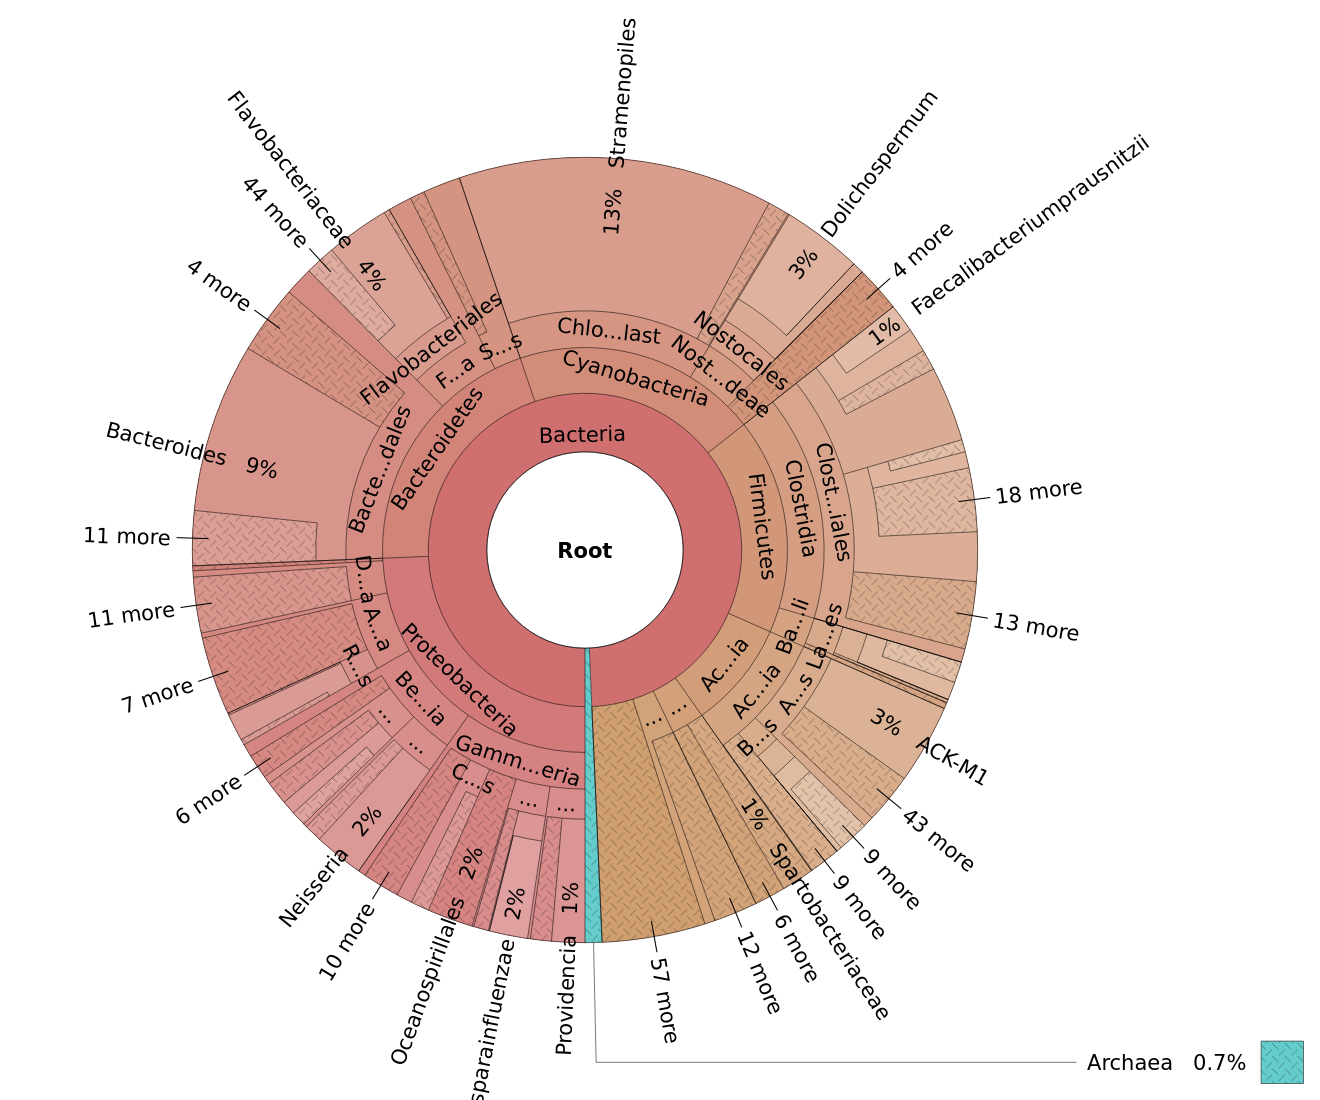 Root
Bacteria
Cyanobacteria
Chlo...last
Nost...deae
Nostocales
Stramenopiles
13%
Dolichospermum
3%
4 more
Faecalibacteriumprausnitzii
1%
Firmicutes
Clostridia
Clost...iales
18 more
13 more
Ba...li
La...es
Ac...ia
Ac...ia
A...s
ACK-M1
3%
43 more
B...s
9 more
9 more
Spartobacteriaceae
1%
6 more
12 more
57 more
...
...
Archaea 0.7%
Proteobacteria
Gamm...eria
...
Providencia
1%
...
sparainfluenzae
2%
Oceanospirillales
2%
C...s
10 more
Be...ia
...
Neisseria
2%
...
6 more
R...s
7 more
A...a
11 more
D...a
11 more
Bacteroidetes
Bacte...dales
Bacteroides 9%
4 more
44 more
Flavobacteriaceae
4%
Flavobacteriales
F...a
S...s